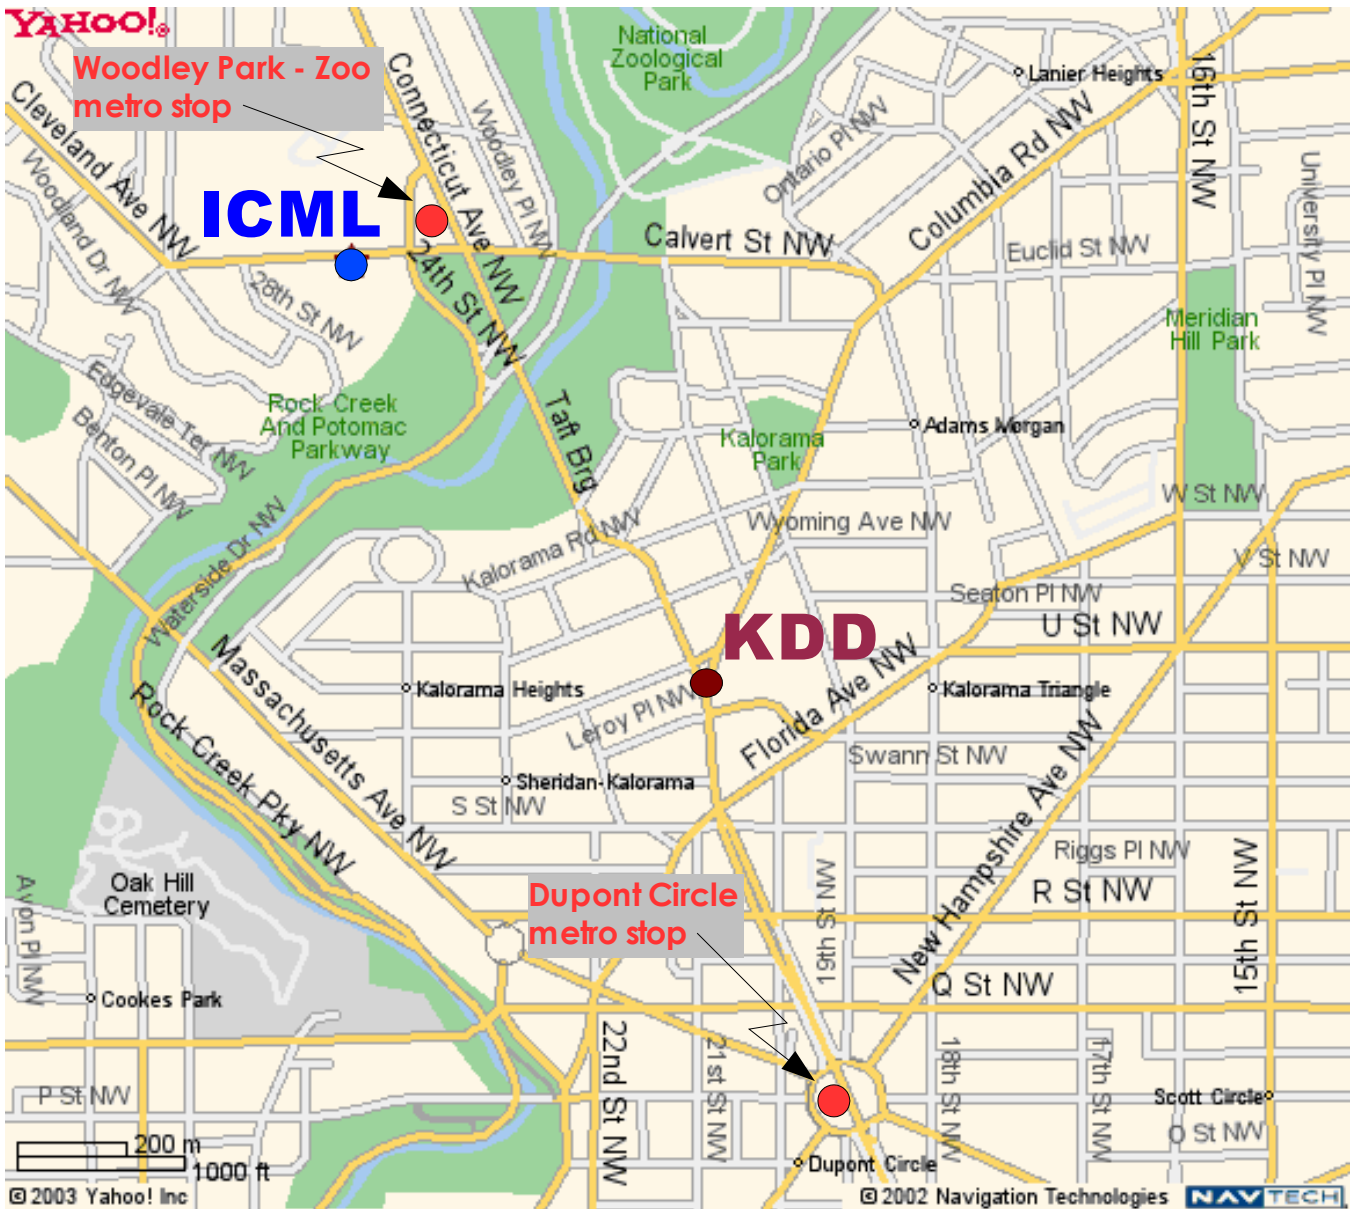 YAHOO!®
Woodley Park - Zoo
metro stop
National
Zoological
Park
Lanier Heights
16th St NW
Cleveland Ave NW
Connecticut Ave NW
Woodley Pl NW
Ontario Pl NW
Columbia Rd NW
University Pl NW
Woodland Dr NW
ICML
Calvert St NW
Euclid St NW
24th St NW
28th St NW
Meridian
Hill Park
Edgevale Ter NW
Benton Pl NW
Rock Creek
And Potomac
Parkway
Taft Brg
Kalorama
Park
Adams Morgan
W St NW
Wyoming Ave NW
Kalorama Rd NW
Waterside Dr NW
V St NW
Seaton Pl NW
U St NW
KDD
Massachusetts Ave NW
Kalorama Heights
Leroy Pl NW
Florida Ave NW
Kalorama Triangle
Rock Creek Pky NW
Swann St NW
New Hampshire Ave NW
Sheridan-Kalorama
S St NW
Riggs Pl NW
R St NW
15th St NW
Avon Pl NW
Oak Hill
Cemetery
Dupont Circle
metro stop
19th St NW
Q St NW
Cookes Park
22nd St NW
21st St NW
18th St NW
17th St NW
P St NW
Scott Circle
O St NW
200 m
1000 ft
Dupont Circle
© 2003 Yahoo! Inc
© 2002 Navigation Technologies
NAVTECH